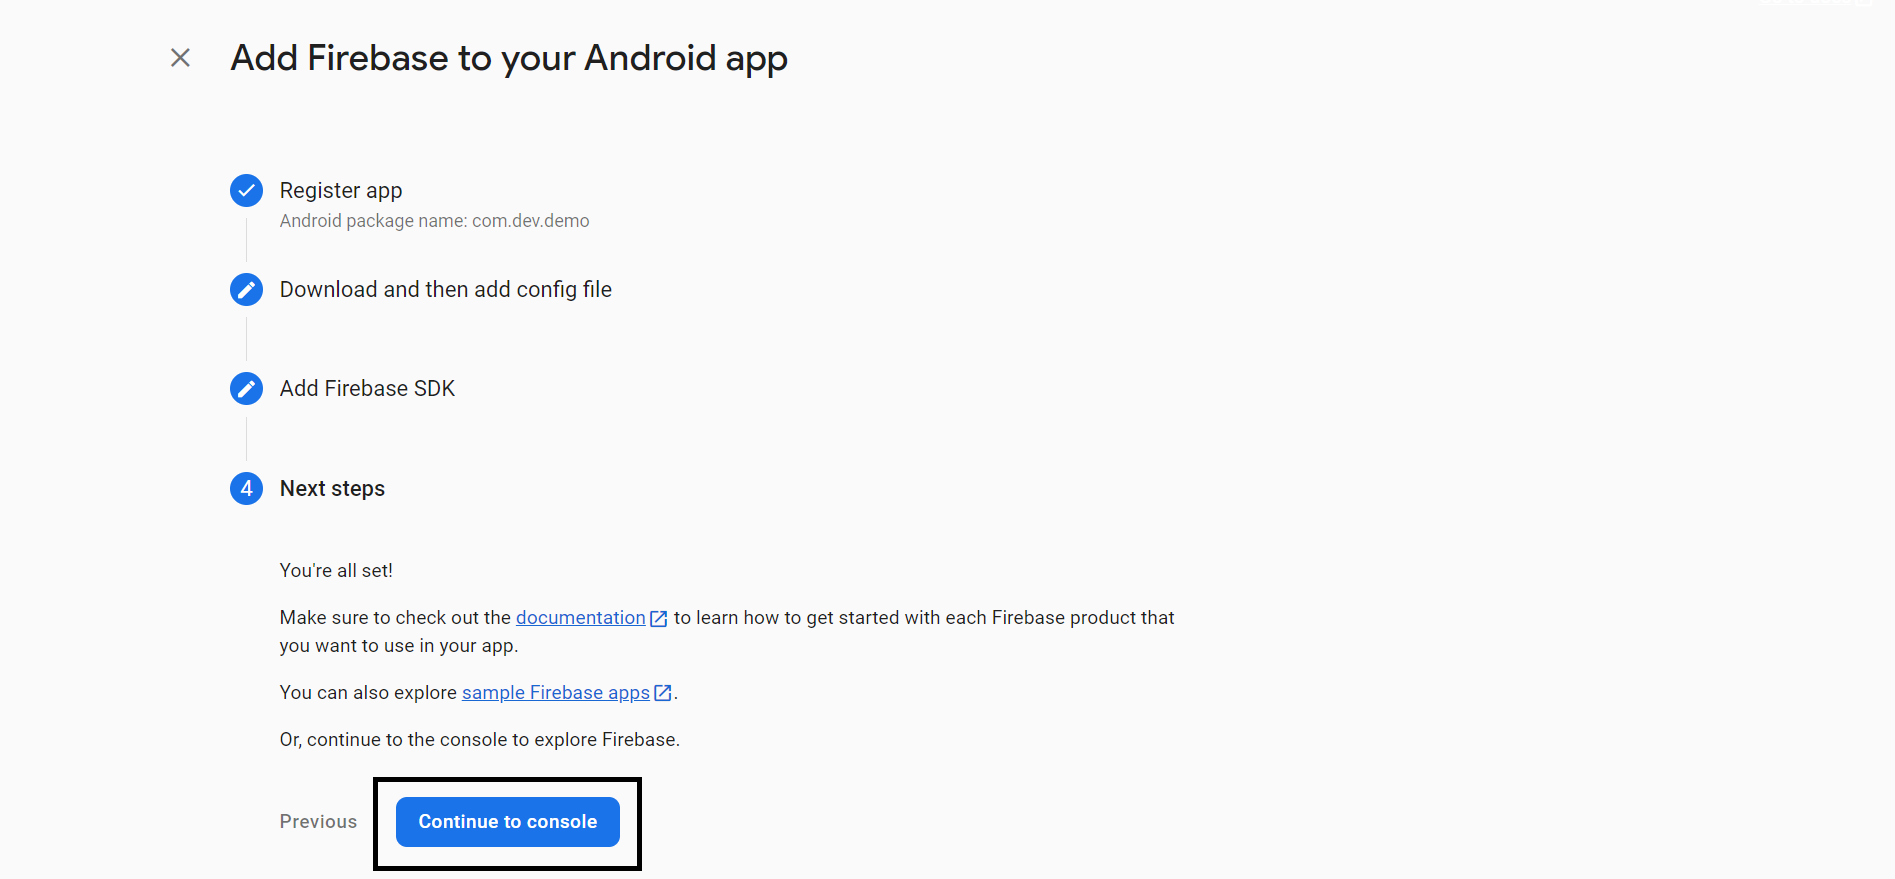 Add Firebase to your Android app
Register app
Android package name: com.dev.demo
Download and then add config file
Add Firebase SDK
4 Next steps
You're all set!
Make sure to check out the documentation to learn how to get started with each Firebase product that
you want to use in your app.
You can also explore sample Firebase apps.
Or, continue to the console to explore Firebase.
Previous Continue to console